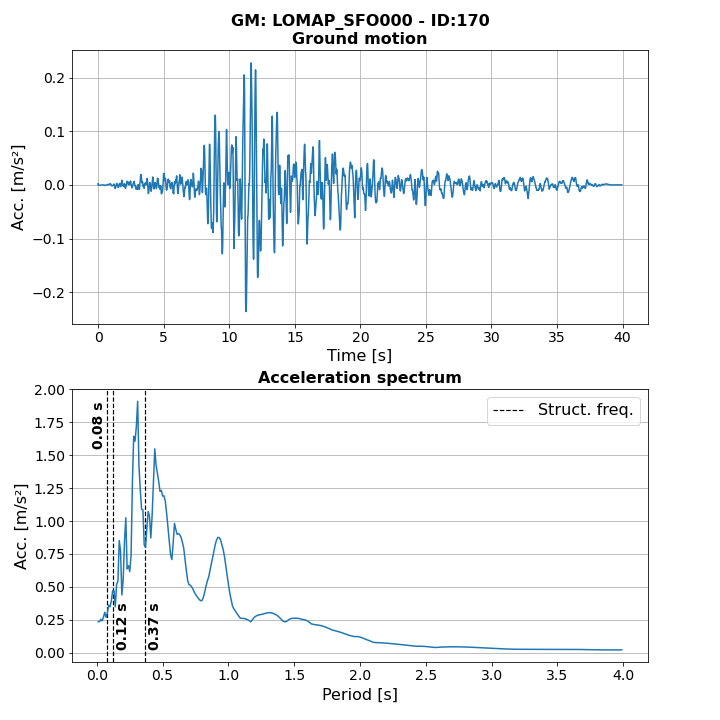 GM: LOMAP_SFO000 - ID:170
Ground motion
0.2
0.1
0.0
−0.1
−0.2
Acc. [m/s²]
0 5 10 15 20 25 30 35 40
Time [s]
Acceleration spectrum
2.00
1.75
1.50
1.25
1.00
0.75
0.50
0.25
0.00
Acc. [m/s²]
Struct. freq.
0.08 s
0.12 s
0.37 s
0.0 0.5 1.0 1.5 2.0 2.5 3.0 3.5 4.0
Period [s]